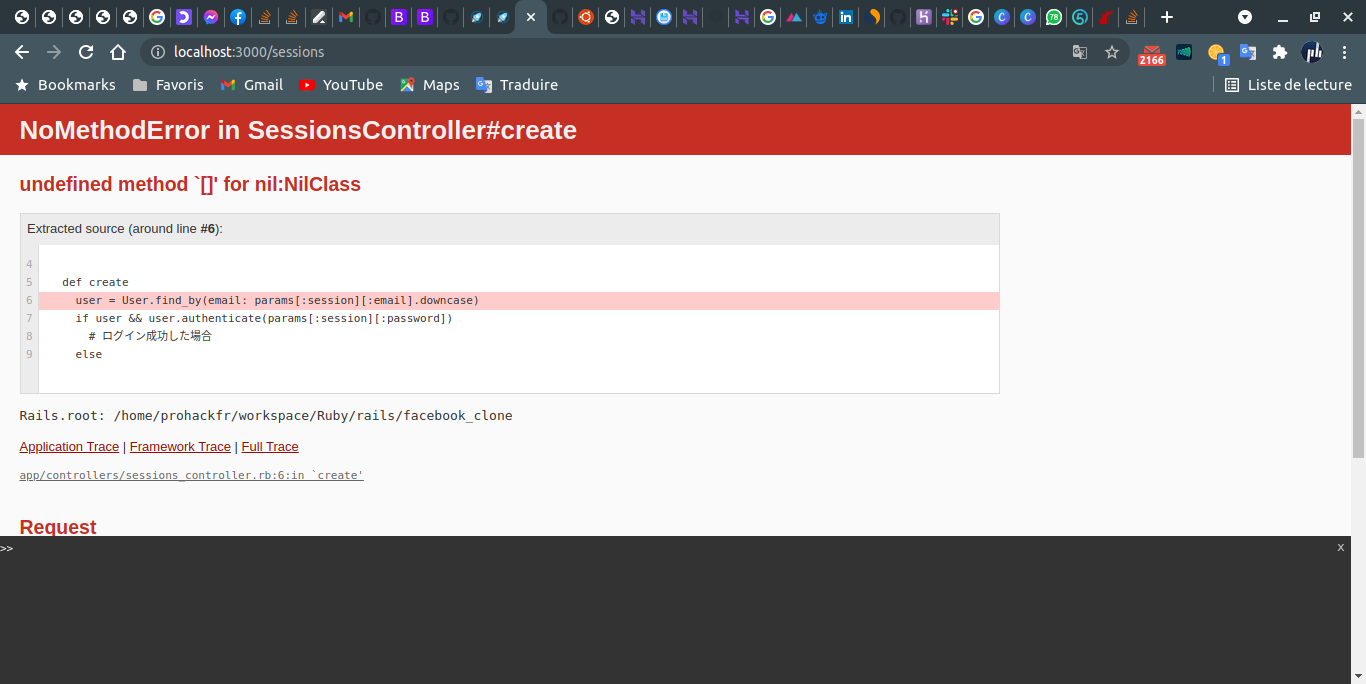 localhost:3000/sessions
2166
1
78
Bookmarks
Favoris
Gmail
YouTube
Maps
Traduire
Liste de lecture
NoMethodError in SessionsController#create
undefined method `[]' for nil:NilClass
Extracted source (around line #6):
4
5 def create
6 user = User.find_by(email: params[:session][:email].downcase)
7 if user && user.authenticate(params[:session][:password])
8 # ログイン成功した場合
9 else
Rails.root: /home/prohackfr/workspace/Ruby/rails/facebook_clone
Application Trace | Framework Trace | Full Trace
app/controllers/sessions_controller.rb:6:in `create'
Request
>>
x